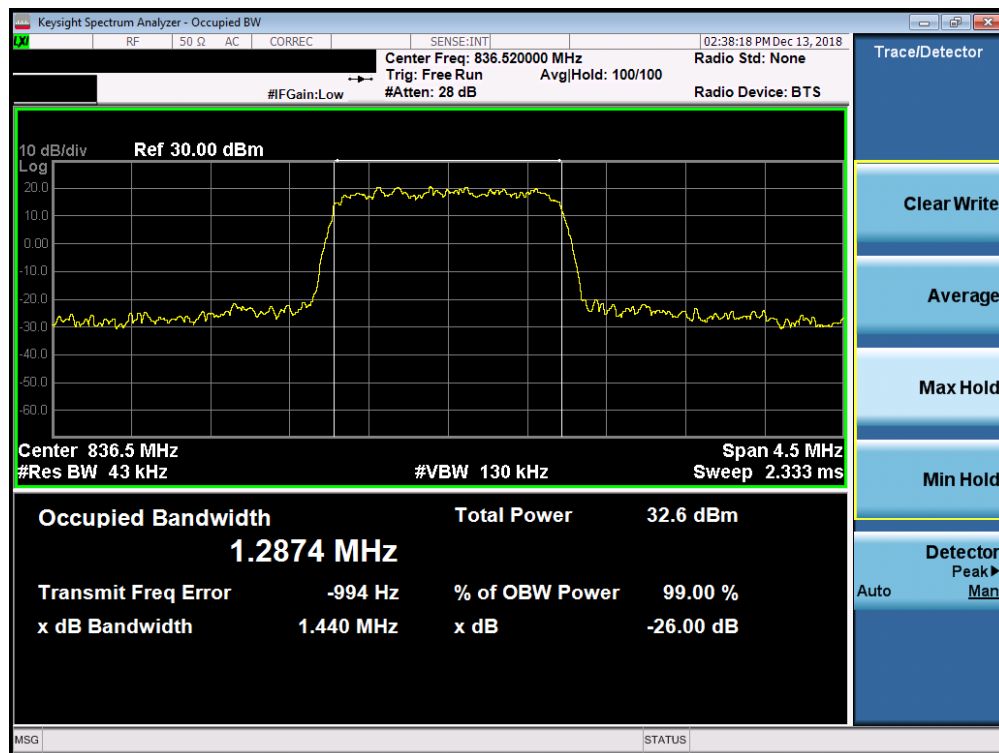 Keysight Spectrum Analyzer - Occupied BW
LXI RF 50 Ω AC CORREC SENSE:INT 02:38:18 PM Dec 13, 2018
Center Freq: 836.520000 MHz Radio Std: None
Trig: Free Run Avg|Hold: 100/100
#IFGain:Low #Atten: 28 dB Radio Device: BTS
10 dB/div Ref 30.00 dBm
Log
20.0
10.0
0.00
-10.0
-20.0
-30.0
-40.0
-50.0
-60.0
Center 836.5 MHz Span 4.5 MHz
#Res BW 43 kHz #VBW 130 kHz Sweep 2.333 ms
Occupied Bandwidth Total Power 32.6 dBm
1.2874 MHz
Transmit Freq Error -994 Hz % of OBW Power 99.00 %
x dB Bandwidth 1.440 MHz x dB -26.00 dB
MSG STATUS
Trace/Detector
Clear Write
Average
Max Hold
Min Hold
Detector
Peak▶
Auto Man